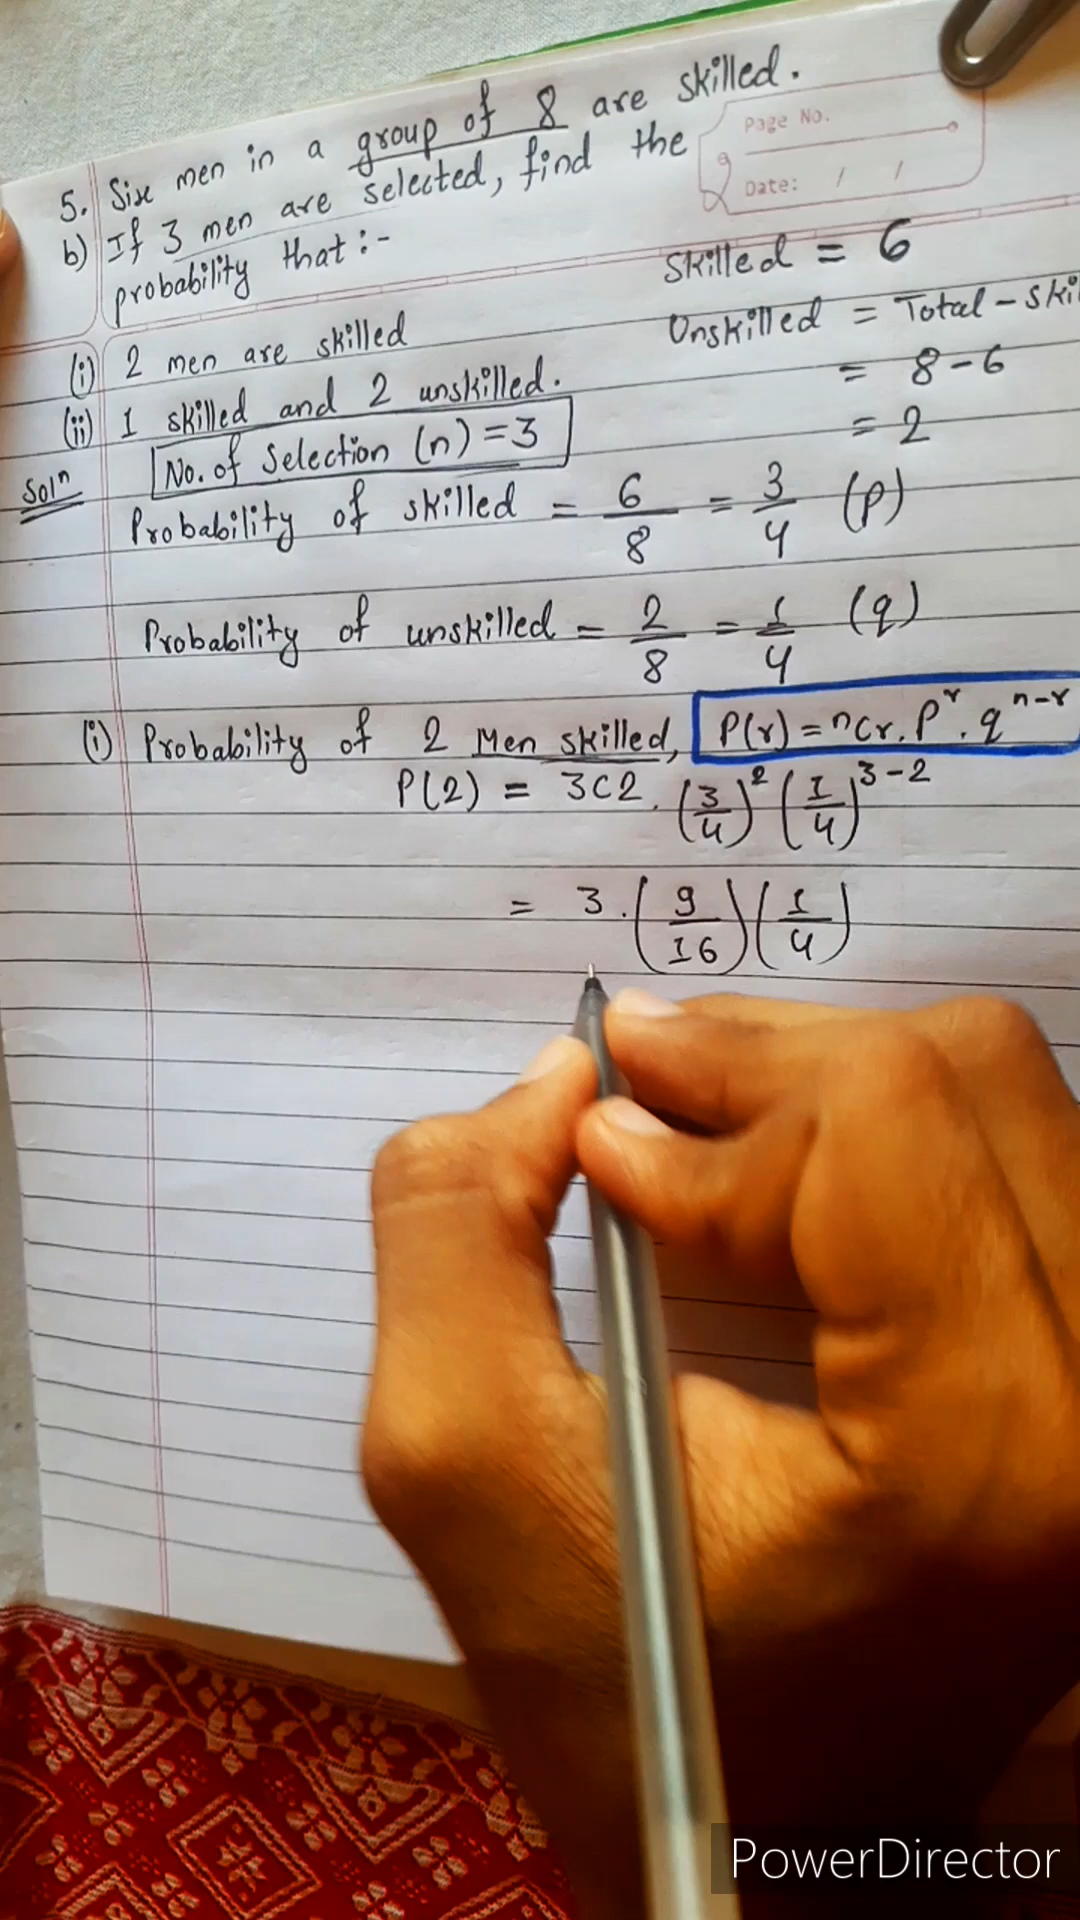 5. Six men in a group of 8 are skilled.
b) If 3 men are selected, find the
probability that :-
Page No.
Date: / /
(i) 2 men are skilled
(ii) 1 skilled and 2 unskilled.
Skilled = 6
Unskilled = Total - Ski
= 8 - 6
= 2
Solⁿ
No. of Selection (n) = 3
Probability of skilled = 6/8 = 3/4 (p)
Probability of unskilled = 2/8 = 1/4 (q)
(i) Probability of 2 Men skilled, P(r) = ⁿCr. Pʳ. qⁿ⁻ʳ
P(2) = 3C2. (3/4)² (1/4)³⁻²
= 3. (9/16) (1/4)
PowerDirector